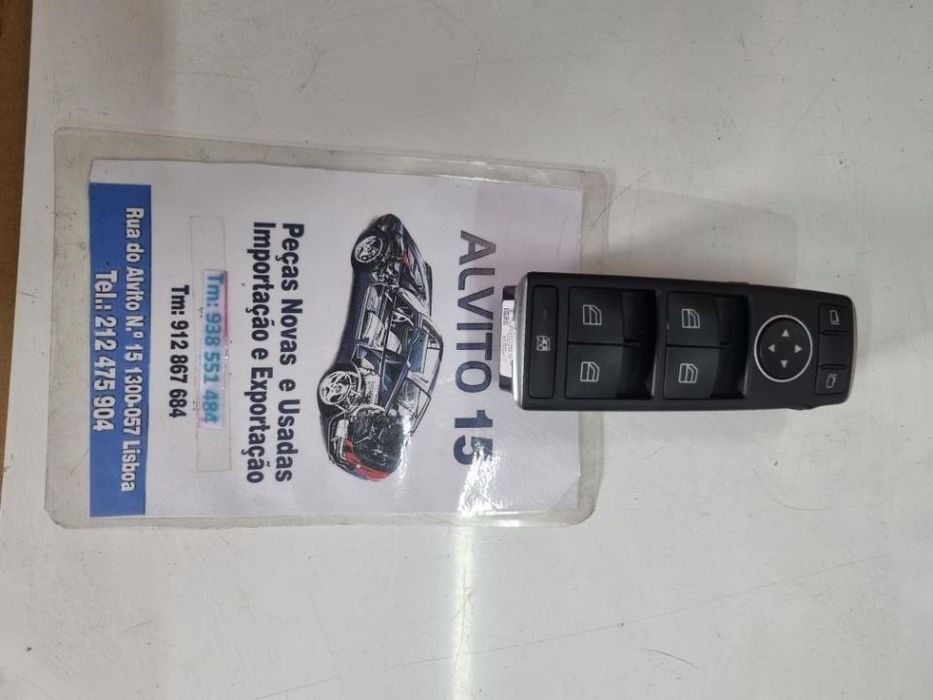 ALVITO 15
Peças Novas e Usadas
Importação e Exportação
Tm: 938 551 484
Tm: 912 867 684
Rua do Alvito N.º 15 1300-057 Lisboa
Tel.: 212 475 904